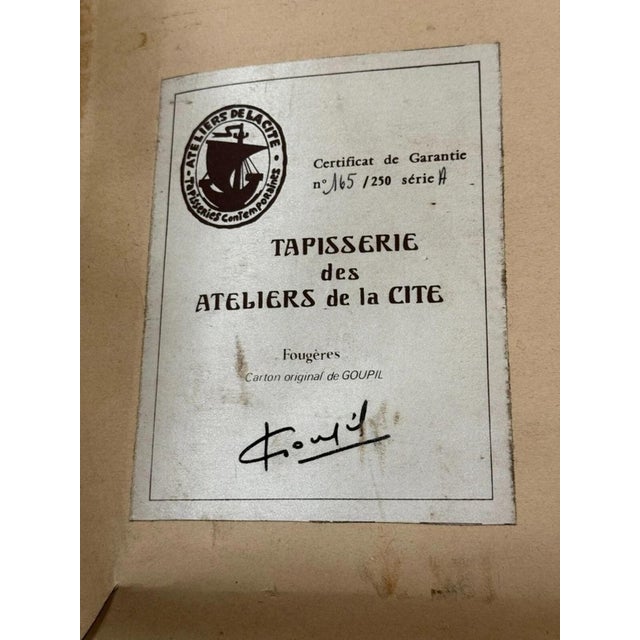 ATELIERS DE LA CITE
Tapisseries Contemporaines
Certificat de Garantie
n° 165 /250 série A
TAPISSERIE
des
ATELIERS de la CITE
Fougères
Carton original de GOUPIL
Goupil